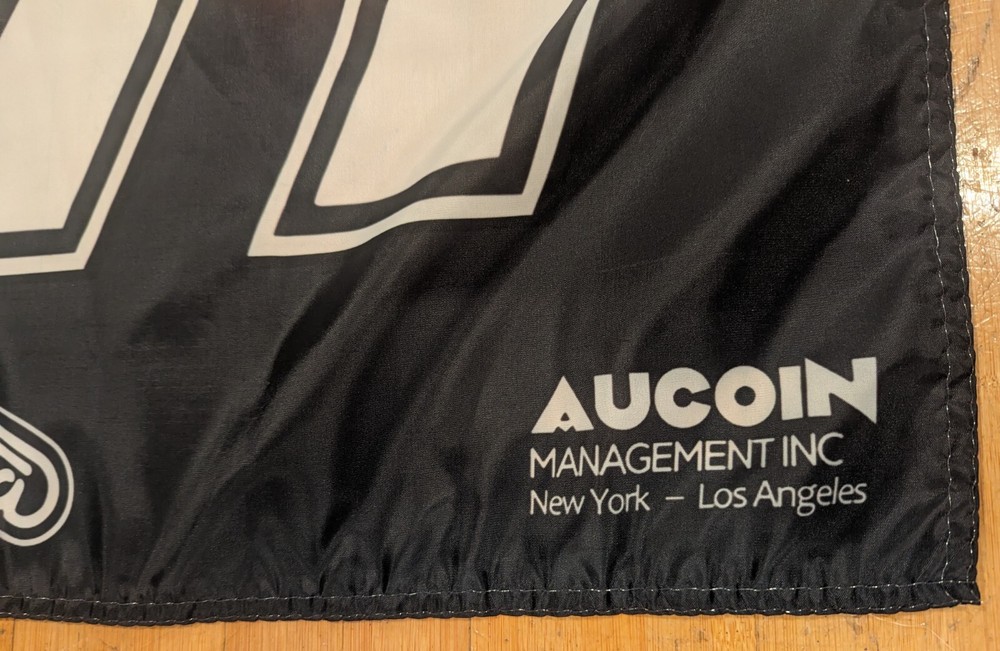 AUCOIN
MANAGEMENT INC
New York – Los Angeles